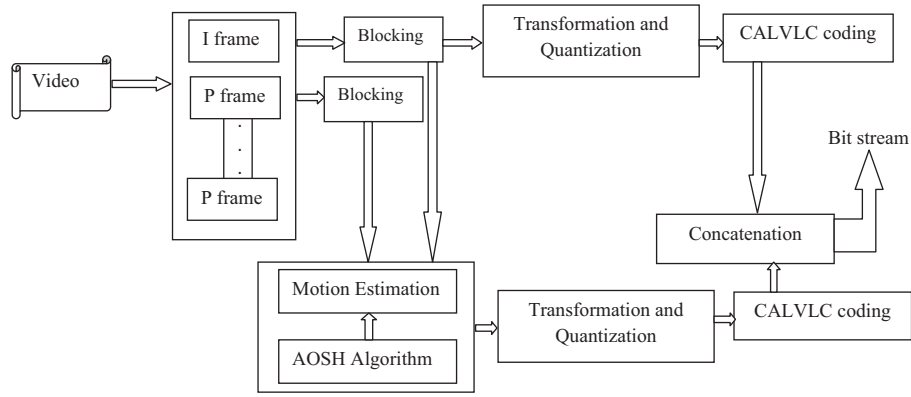 Video
I frame
P frame
.
.
.
P frame
Blocking
Blocking
Transformation and
Quantization
CALVLC coding
Bit stream
Concatenation
Motion Estimation
AOSH Algorithm
Transformation and
Quantization
CALVLC coding